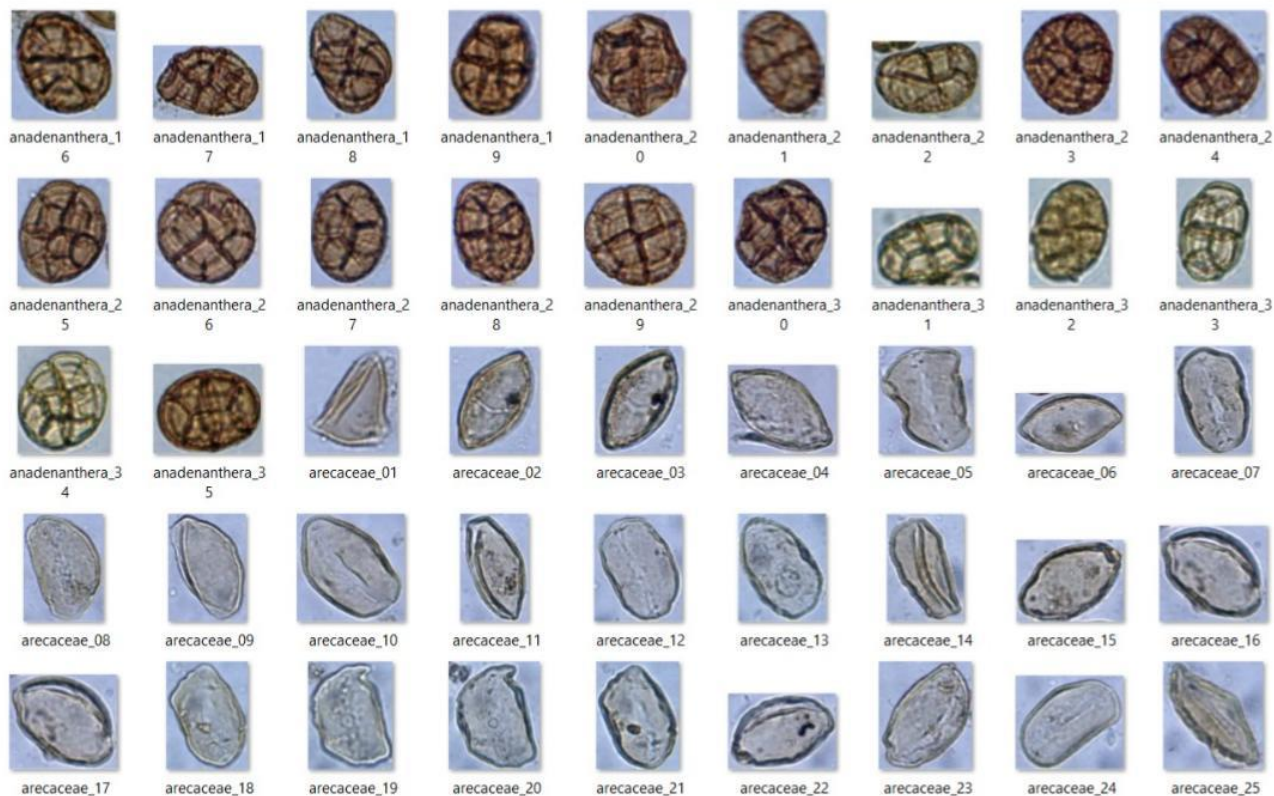 anadenanthera_1 anadenanthera_1 anadenanthera_1 anadenanthera_1 anadenanthera_2 anadenanthera_2 anadenanthera_2 anadenanthera_2 anadenanthera_2
6 7 8 9 0 1 2 3 4
anadenanthera_2 anadenanthera_2 anadenanthera_2 anadenanthera_2 anadenanthera_2 anadenanthera_3 anadenanthera_3 anadenanthera_3 anadenanthera_3
5 6 7 8 9 0 1 2 3
anadenanthera_3 anadenanthera_3 arecaceae_01 arecaceae_02 arecaceae_03 arecaceae_04 arecaceae_05 arecaceae_06 arecaceae_07
4 5
arecaceae_08 arecaceae_09 arecaceae_10 arecaceae_11 arecaceae_12 arecaceae_13 arecaceae_14 arecaceae_15 arecaceae_16
arecaceae_17 arecaceae_18 arecaceae_19 arecaceae_20 arecaceae_21 arecaceae_22 arecaceae_23 arecaceae_24 arecaceae_25